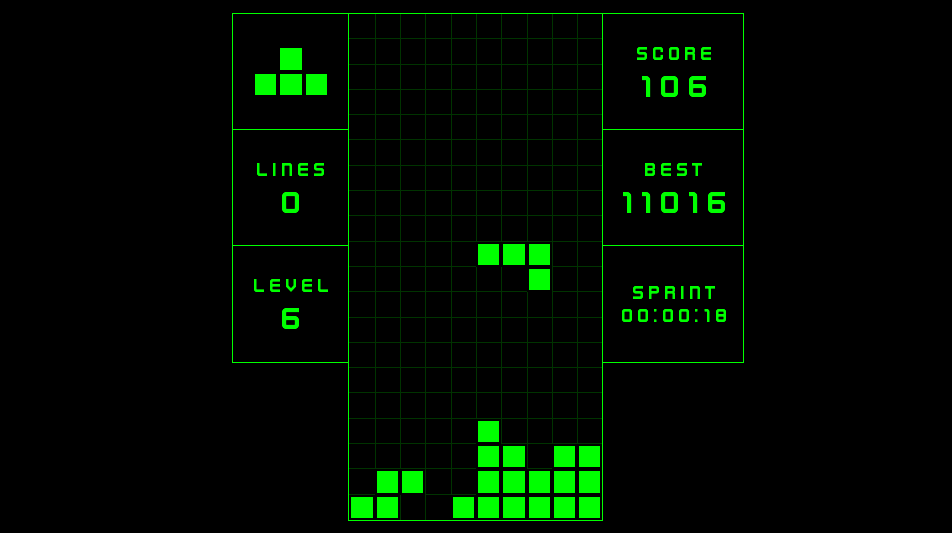 LINES
0
LEVEL
6
SCORE
106
BEST
11016
SPRINT
00:00:18